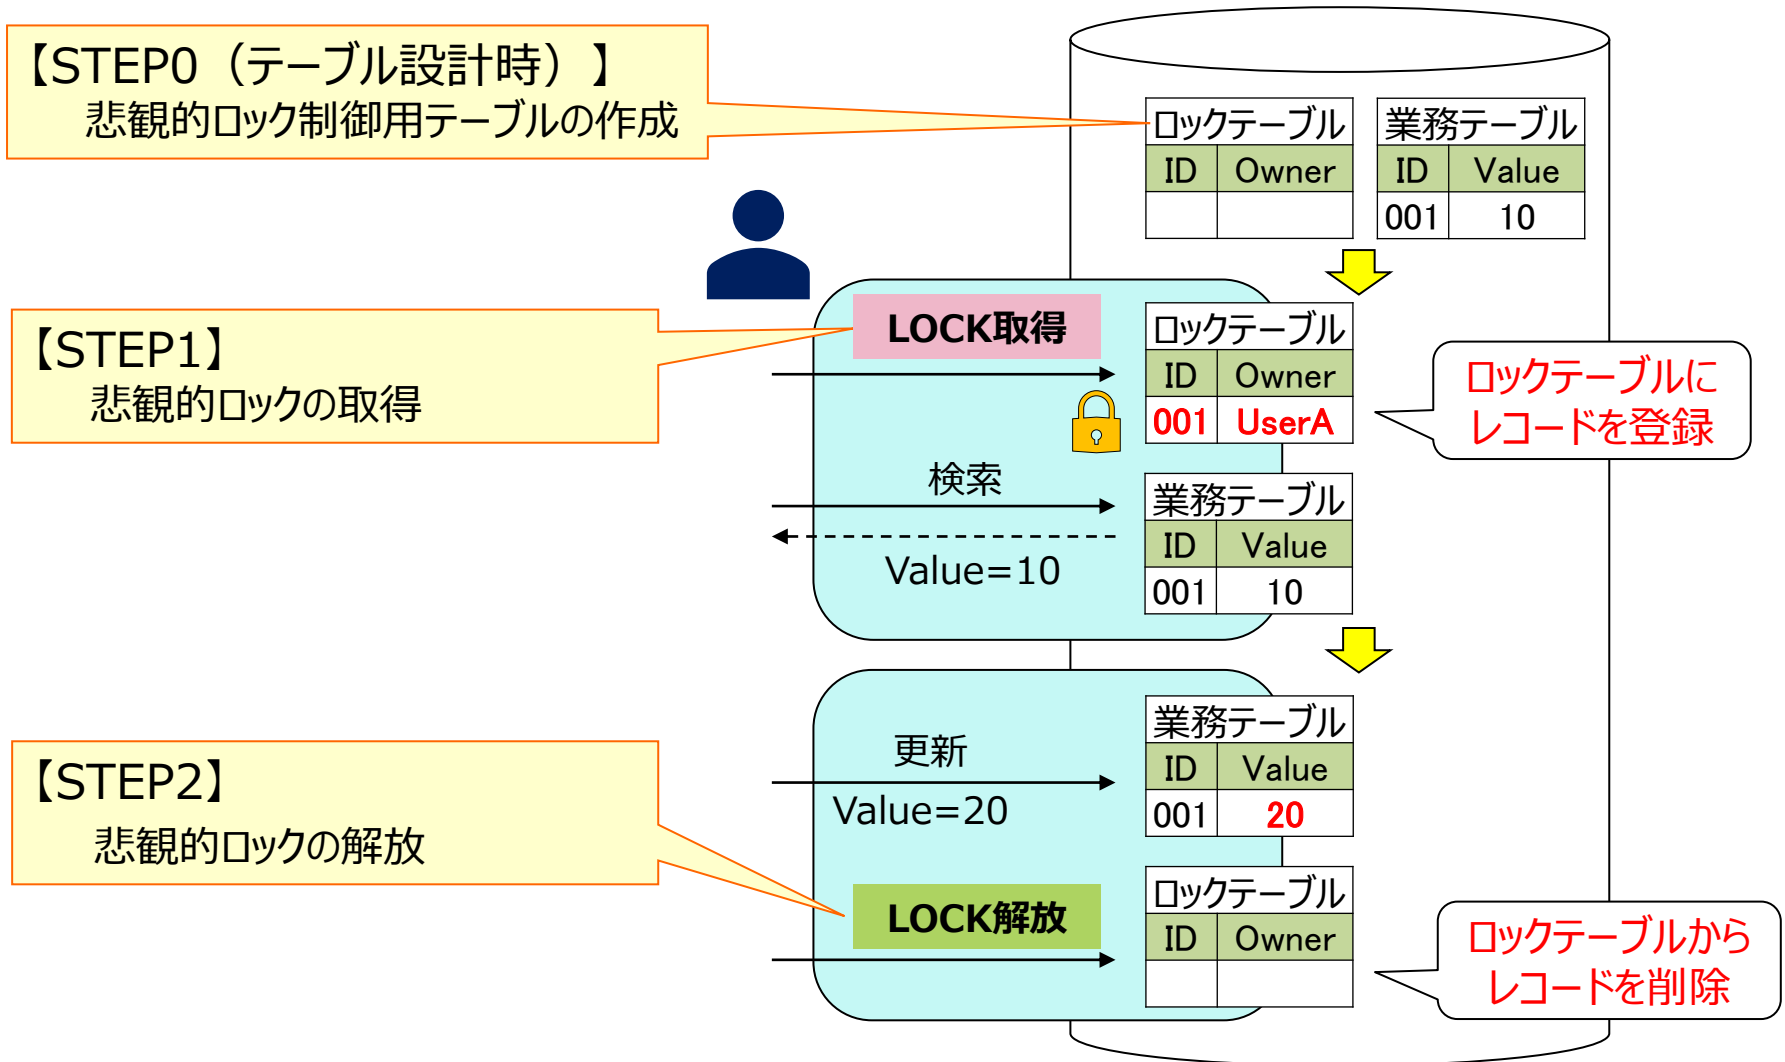 【STEP0（テーブル設計時）】
悲観的ロック制御用テーブルの作成
ロックテーブル
ID Owner
業務テーブル
ID Value
001 10
【STEP1】
悲観的ロックの取得
LOCK取得
ロックテーブル
ID Owner
001 UserA
ロックテーブルに
レコードを登録
検索
Value=10
業務テーブル
ID Value
001 10
【STEP2】
悲観的ロックの解放
更新
Value=20
業務テーブル
ID Value
001 20
LOCK解放
ロックテーブル
ID Owner
ロックテーブルから
レコードを削除